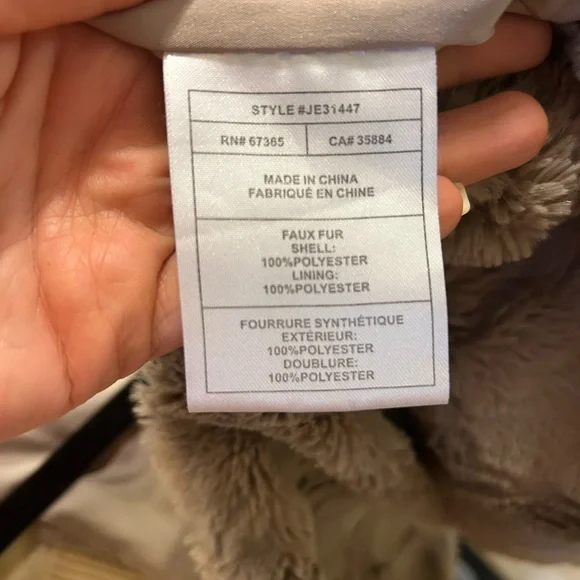 STYLE #JE31447
RN# 67365 CA# 35884
MADE IN CHINA
FABRIQUÉ EN CHINE
FAUX FUR
SHELL:
100%POLYESTER
LINING:
100%POLYESTER
FOURRURE SYNTHÉTIQUE
EXTÉRIEUR:
100%POLYESTER
DOUBLURE:
100%POLYESTER